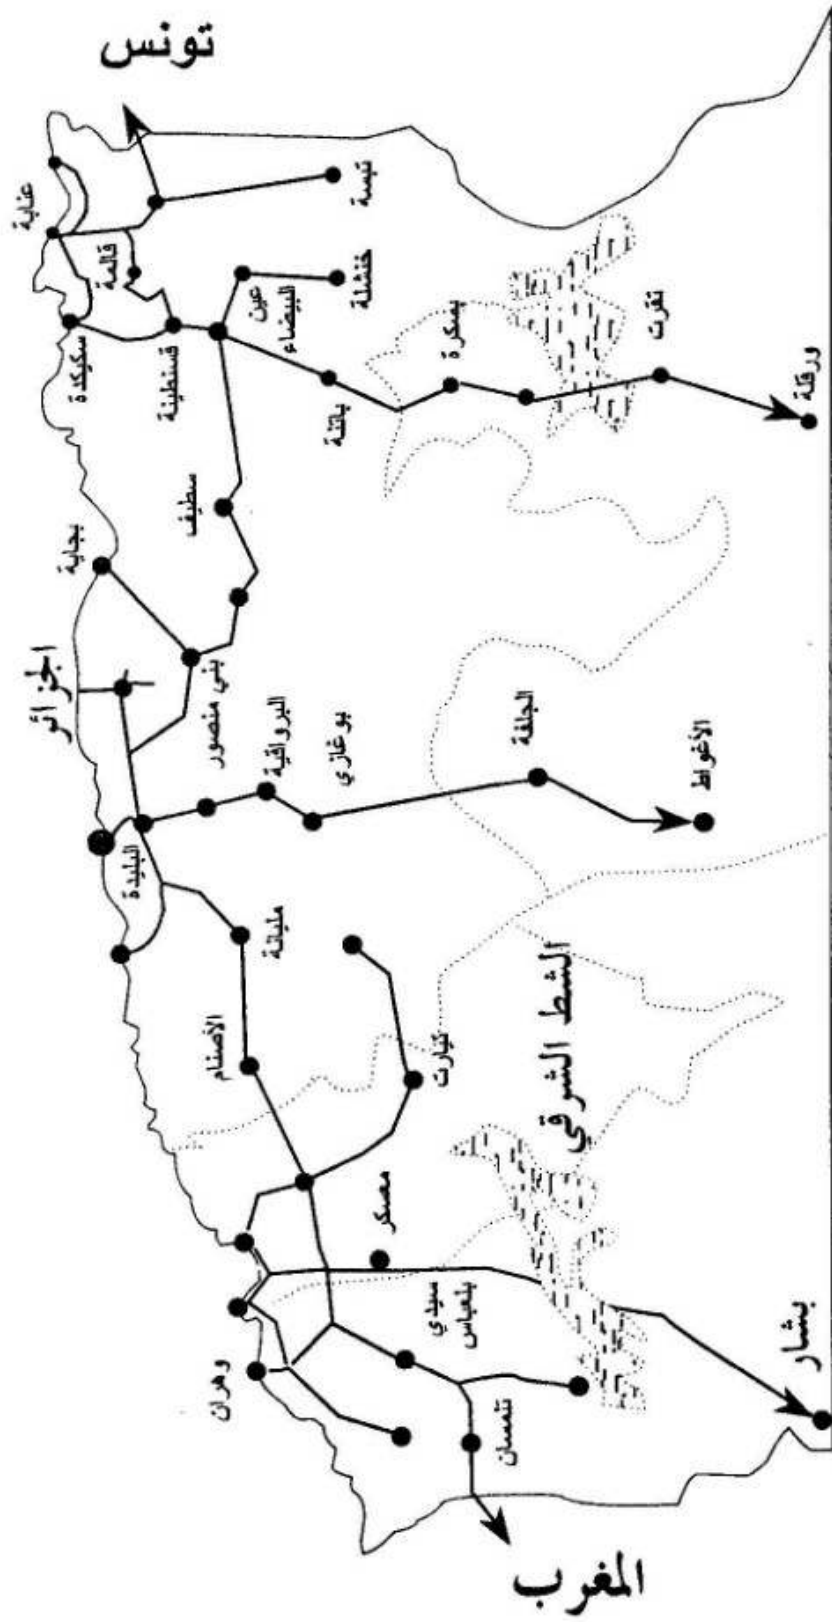 تونس
عنابة
سكيكدة
قالمة
قسنطينة
عين
البيضاء
خنشلة
تبسة
باتنة
بسكرة
تقرت
ورقلة
سطيف
بجاية
الجزائر
بني منصور
البرواقية
بوغازي
الجلفة
الأغواط
البليدة
مليانة
الأصنام
تيارت
الشط الشرقي
معسكر
سيدي
بلعباس
وهران
تلمسان
بشار
المغرب